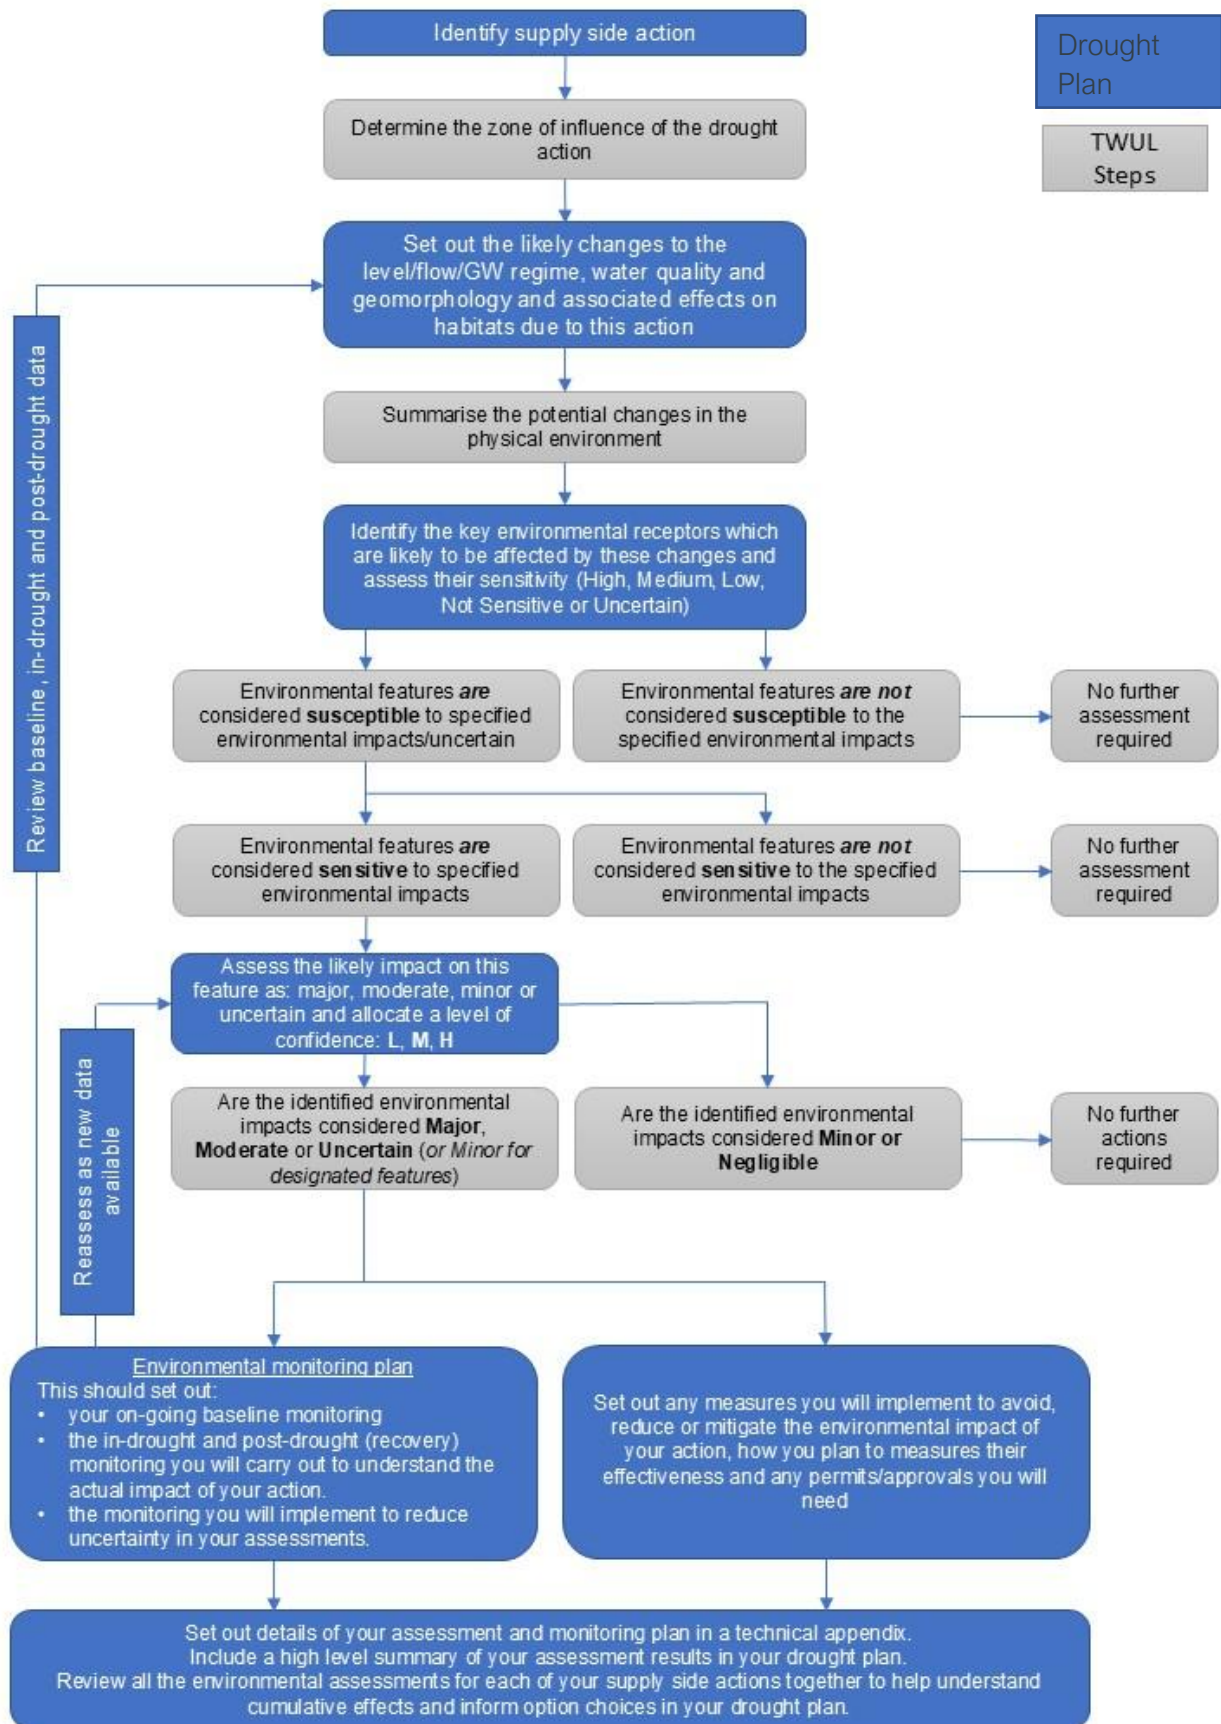 Identify supply side action
Drought
Plan
Determine the zone of influence of the drought
action
TWUL
Steps
Set out the likely changes to the
level/flow/GW regime, water quality and
geomorphology and associated effects on
habitats due to this action
Review baseline, in-drought and post-drought data
Summarise the potential changes in the
physical environment
Identify the key environmental receptors which
are likely to be affected by these changes and
assess their sensitivity (High, Medium, Low,
Not Sensitive or Uncertain)
Environmental features are
considered susceptible to specified
environmental impacts/uncertain
Environmental features are not
considered susceptible to the
specified environmental impacts
No further
assessment
required
Environmental features are
considered sensitive to specified
environmental impacts
Environmental features are not
considered sensitive to the specified
environmental impacts
No further
assessment
required
Assess the likely impact on this
feature as: major, moderate, minor or
uncertain and allocate a level of
confidence: L, M, H
Reassess as new data
available
Are the identified environmental
impacts considered Major,
Moderate or Uncertain (or Minor for
designated features)
Are the identified environmental
impacts considered Minor or
Negligible
No further
actions
required
Environmental monitoring plan
This should set out:
• your on-going baseline monitoring
• the in-drought and post-drought (recovery)
monitoring you will carry out to understand the
actual impact of your action.
• the monitoring you will implement to reduce
uncertainty in your assessments.
Set out any measures you will implement to avoid,
reduce or mitigate the environmental impact of
your action, how you plan to measures their
effectiveness and any permits/approvals you will
need
Set out details of your assessment and monitoring plan in a technical appendix.
Include a high level summary of your assessment results in your drought plan.
Review all the environmental assessments for each of your supply side actions together to help understand
cumulative effects and inform option choices in your drought plan.